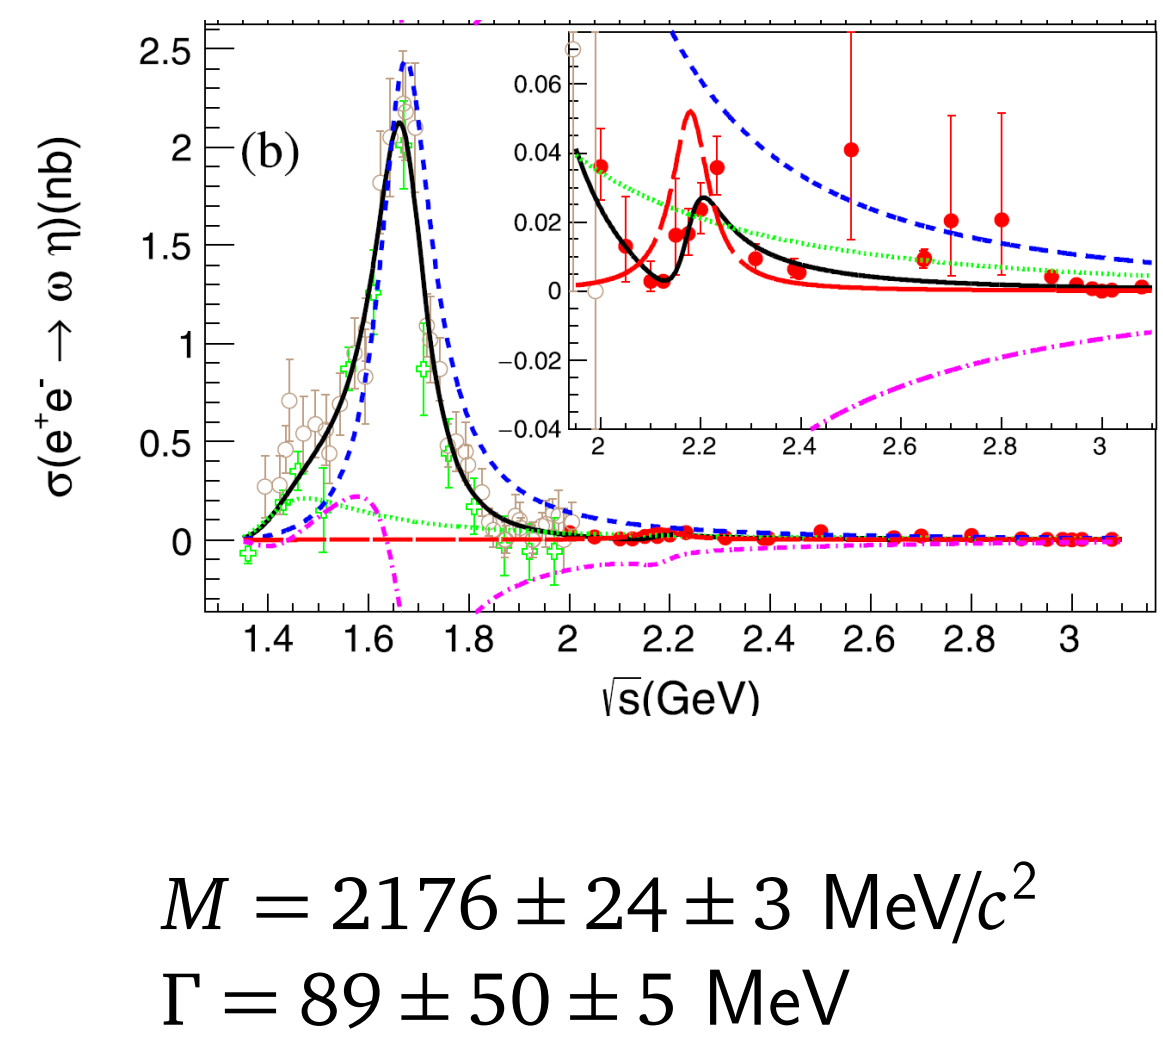 2.5
2
1.5
1
0.5
0
σ(e⁺e⁻ → ω η)(nb)
(b)
0.06
0.04
0.02
0
−0.02
−0.04
2 2.2 2.4 2.6 2.8 3
1.4 1.6 1.8 2 2.2 2.4 2.6 2.8 3
√s(GeV)
M = 2176 ± 24 ± 3 MeV/c²
Γ = 89 ± 50 ± 5 MeV